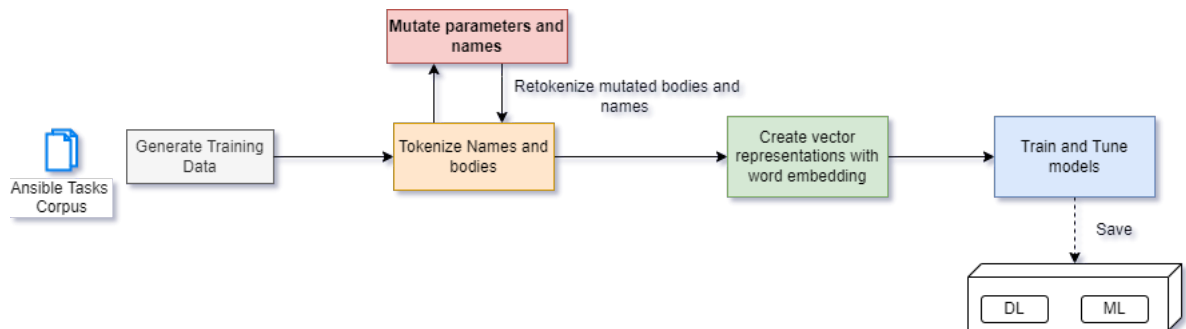 Mutate parameters and
names
Retokenize mutated bodies and
names
Ansible Tasks
Corpus
Generate Training
Data
Tokenize Names and
bodies
Create vector
representations with
word embedding
Train and Tune
models
Save
DL
ML